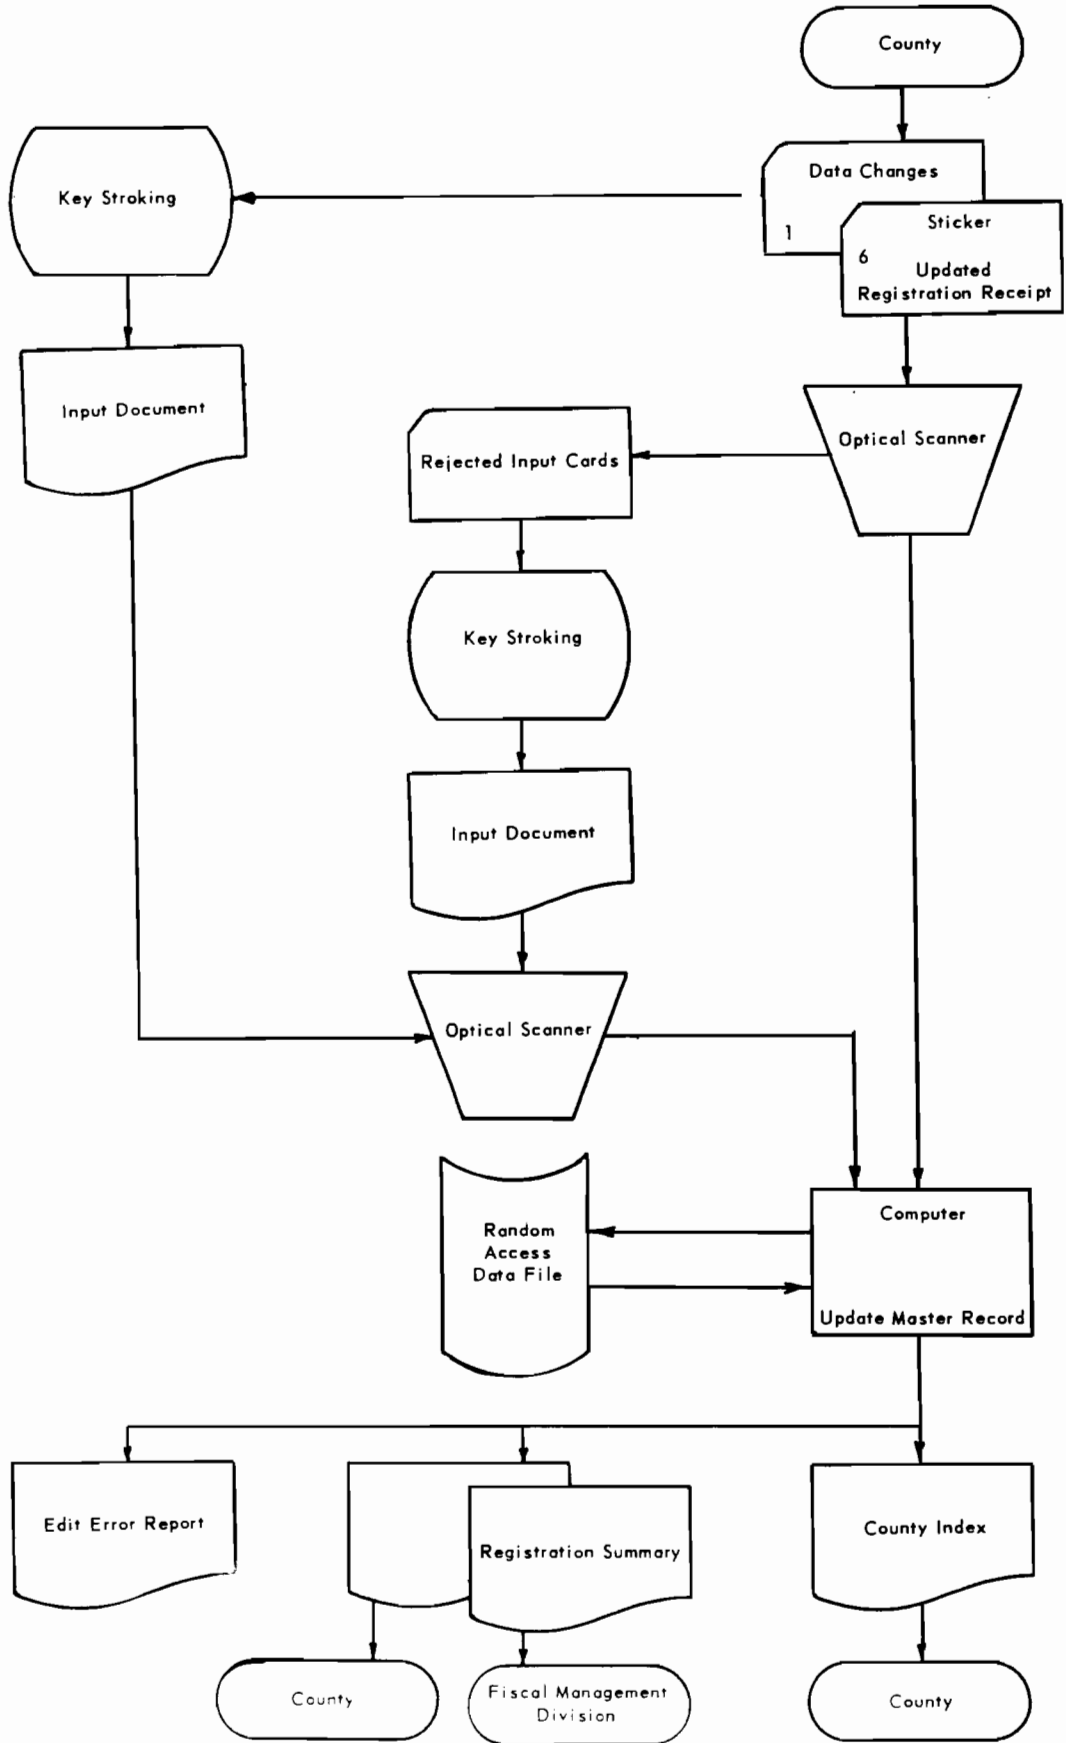 County
Data Changes
1
Sticker
6
Updated
Registration Receipt
Key Stroking
Input Document
Optical Scanner
Rejected Input Cards
Key Stroking
Input Document
Optical Scanner
Random
Access
Data File
Computer
Update Master Record
Edit Error Report
Registration Summary
County Index
County
Fiscal Management
Division
County